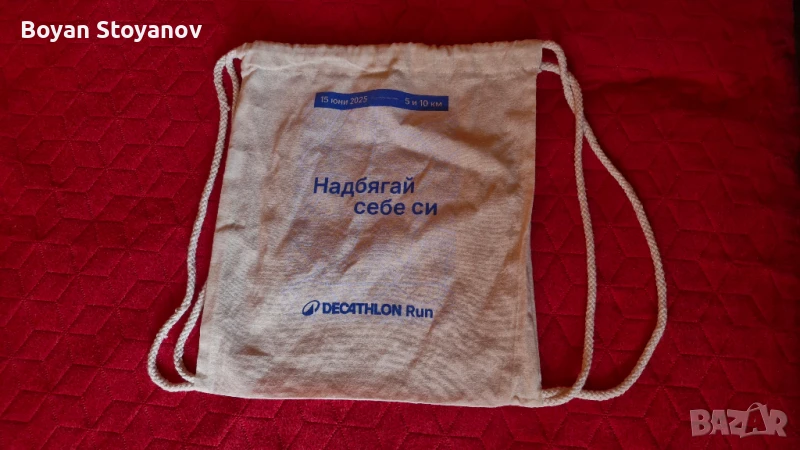 Boyan Stoyanov
15 юни 2025 5 и 10 км
Надбягай
себе си
DECATHLON Run
BAZAR